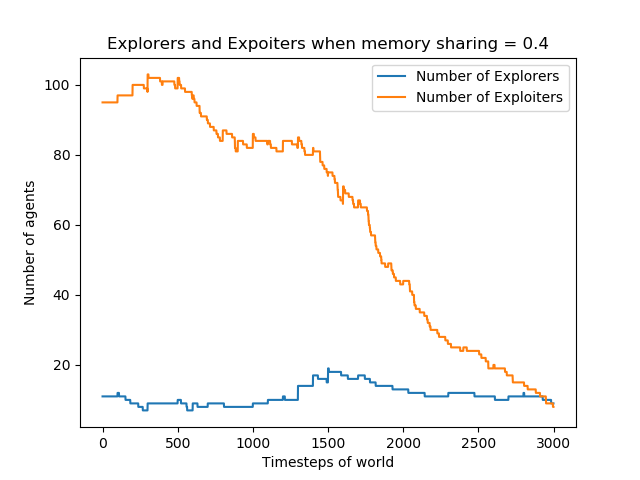 Explorers and Expoiters when memory sharing = 0.4
Number of Explorers
Number of Exploiters
Number of agents
100
80
60
40
20
0 500 1000 1500 2000 2500 3000
Timesteps of world